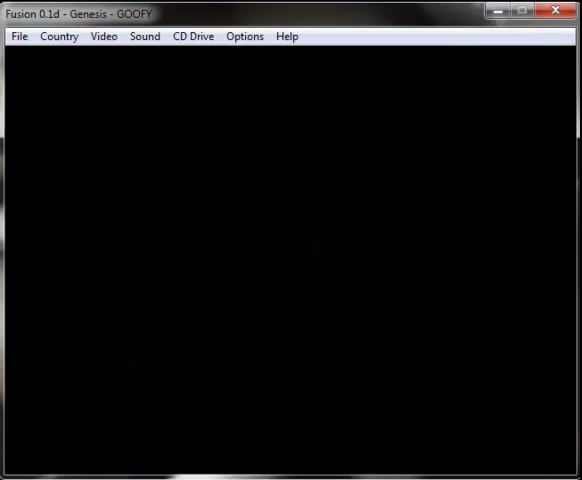 Fusion 0.1d - Genesis - GOOFY
File Country Video Sound CD Drive Options Help